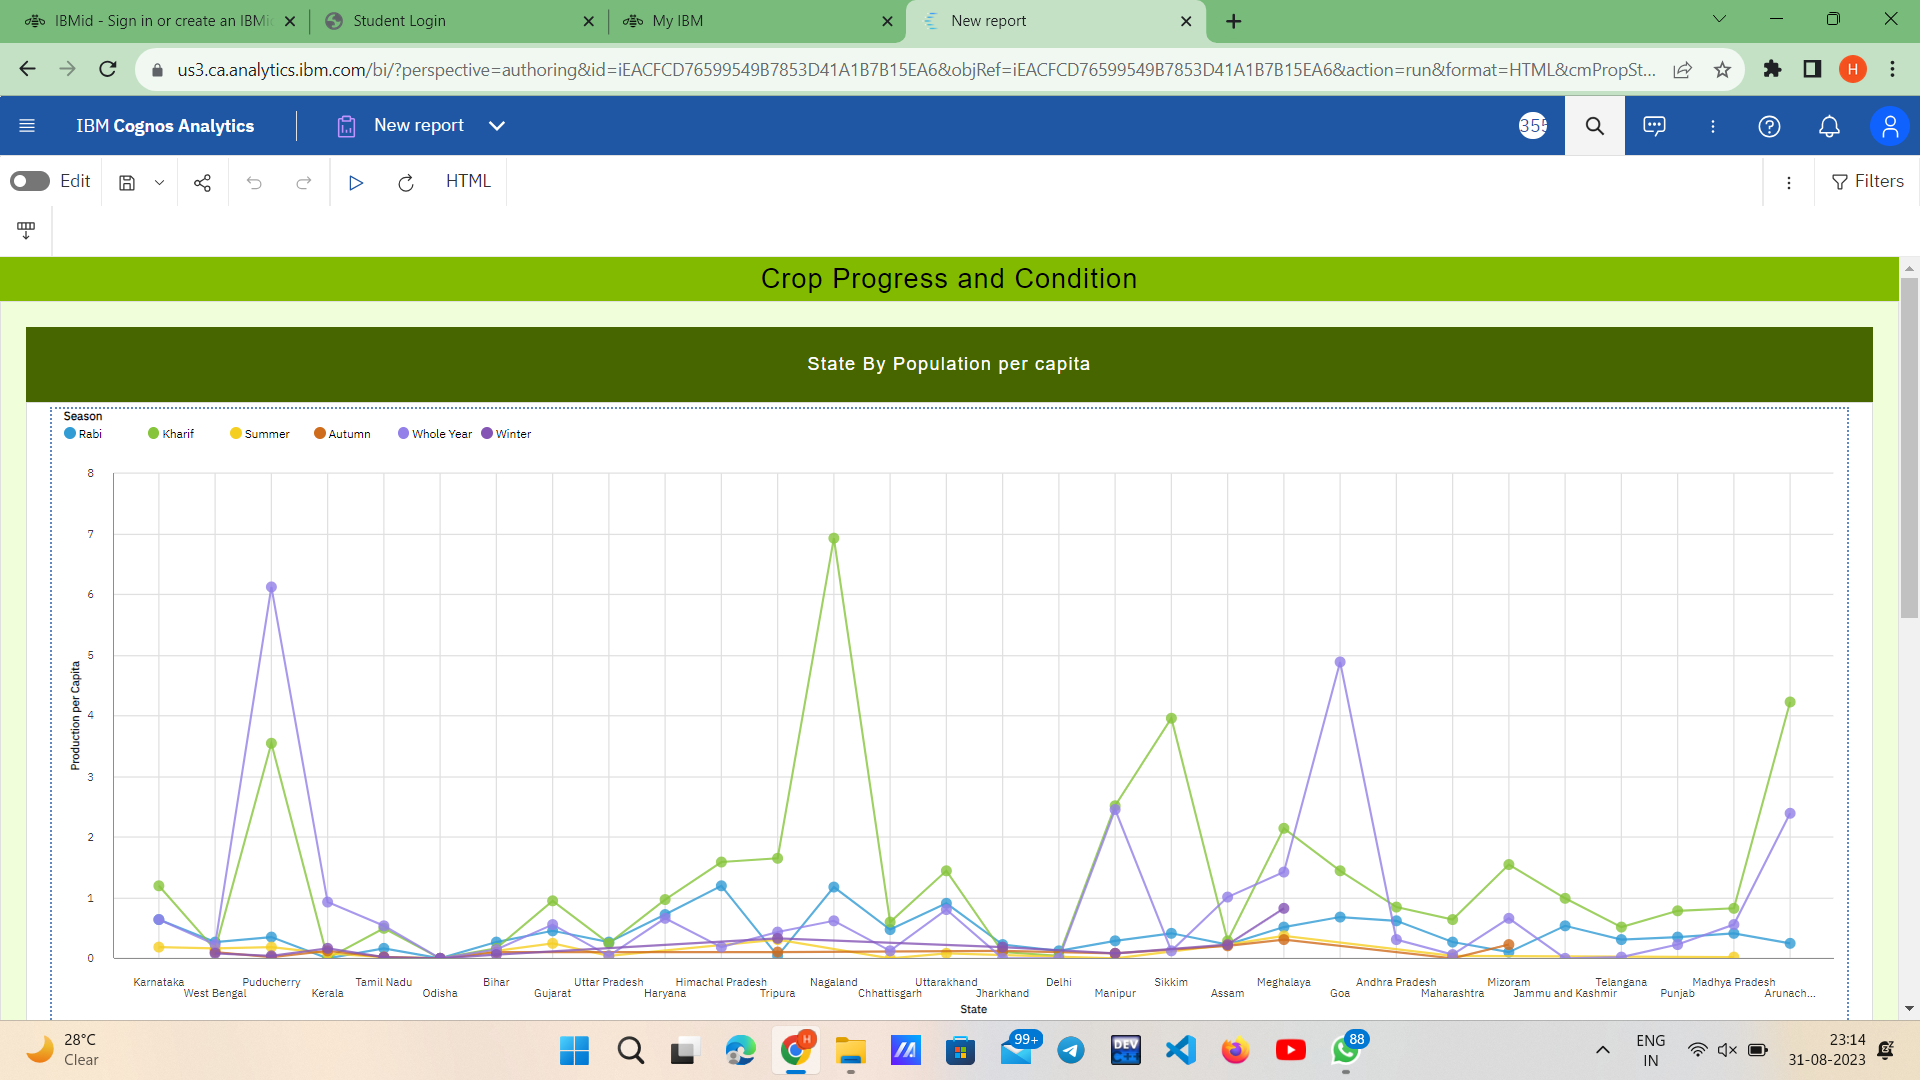 IBMid - Sign in or create an IBMi
Student Login
My IBM
New report
us3.ca.analytics.ibm.com/bi/?perspective=authoring&id=iEACFCD76599549B7853D41A1B7B15EA6&objRef=iEACFCD76599549B7853D41A1B7B15EA6&action=run&format=HTML&cmPropSt...
H
IBM Cognos Analytics
New report
355
Edit
HTML
Filters
Crop Progress and Condition
State By Population per capita
Season
Rabi Kharif Summer Autumn Whole Year Winter
8
7
6
5
4
3
2
1
0
Production per Capita
Karnataka Puducherry Tamil Nadu Bihar Uttar Pradesh Himachal Pradesh Nagaland Uttarakhand Delhi Sikkim Meghalaya Andhra Pradesh Mizoram Telangana Madhya Pradesh
West Bengal Kerala Odisha Gujarat Haryana Tripura Chhattisgarh Jharkhand Manipur Assam Goa Maharashtra Jammu and Kashmir Punjab Arunach...
State
28°C
Clear
H
99+
DEV
C++
88
ENG
IN
23:14
31-08-2023